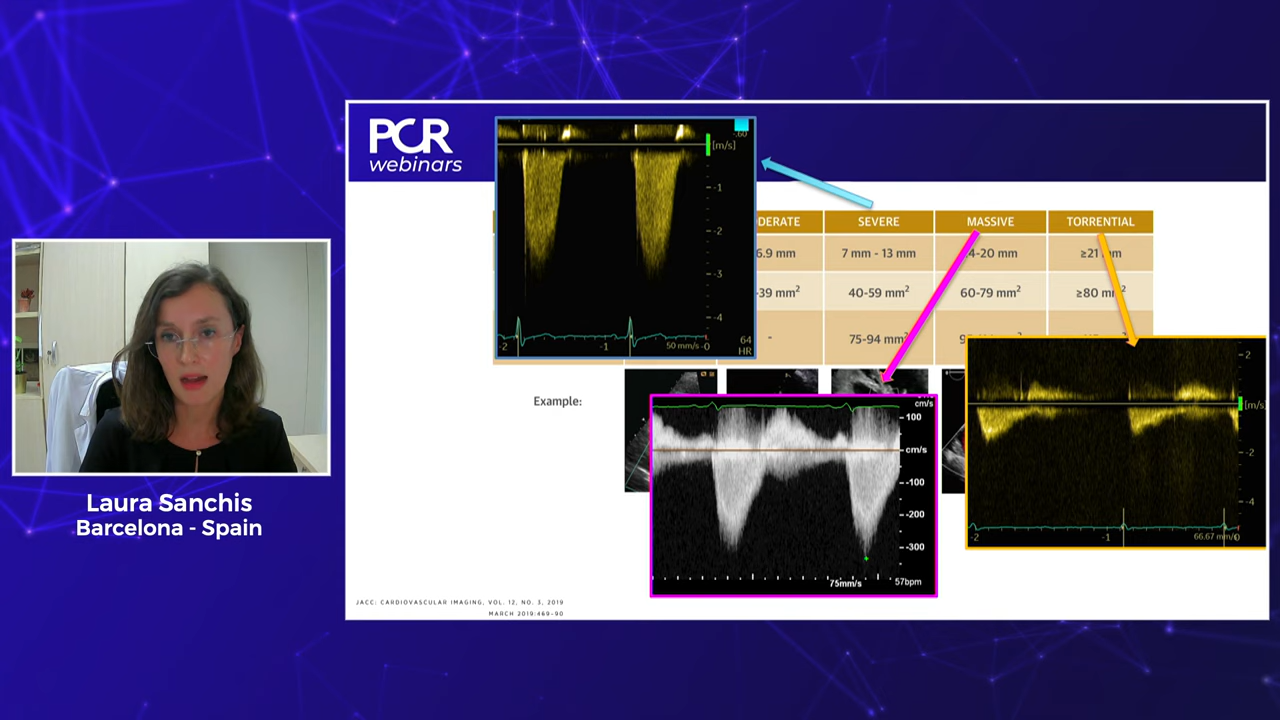 PCR
webinars
-.60
[m/s]
-1
-2
-3
-4
-2
-1
50 mm/s
-0
64
HR
DERATE
SEVERE
MASSIVE
TORRENTIAL
6.9 mm
7 mm - 13 mm
4-20 mm
≥21 mm
-39 mm²
40-59 mm²
60-79 mm²
≥80 mm²
-
75-94 mm²
Example:
cm/s
100
cm/s
-100
-200
-300
75mm/s
57bpm
-2
[m/s]
-2
-4
-2
-1
66.67 mm/s
0
Laura Sanchis
Barcelona - Spain
JACC: CARDIOVASCULAR IMAGING, VOL. 12, NO. 3, 2019
MARCH 2019:469-90